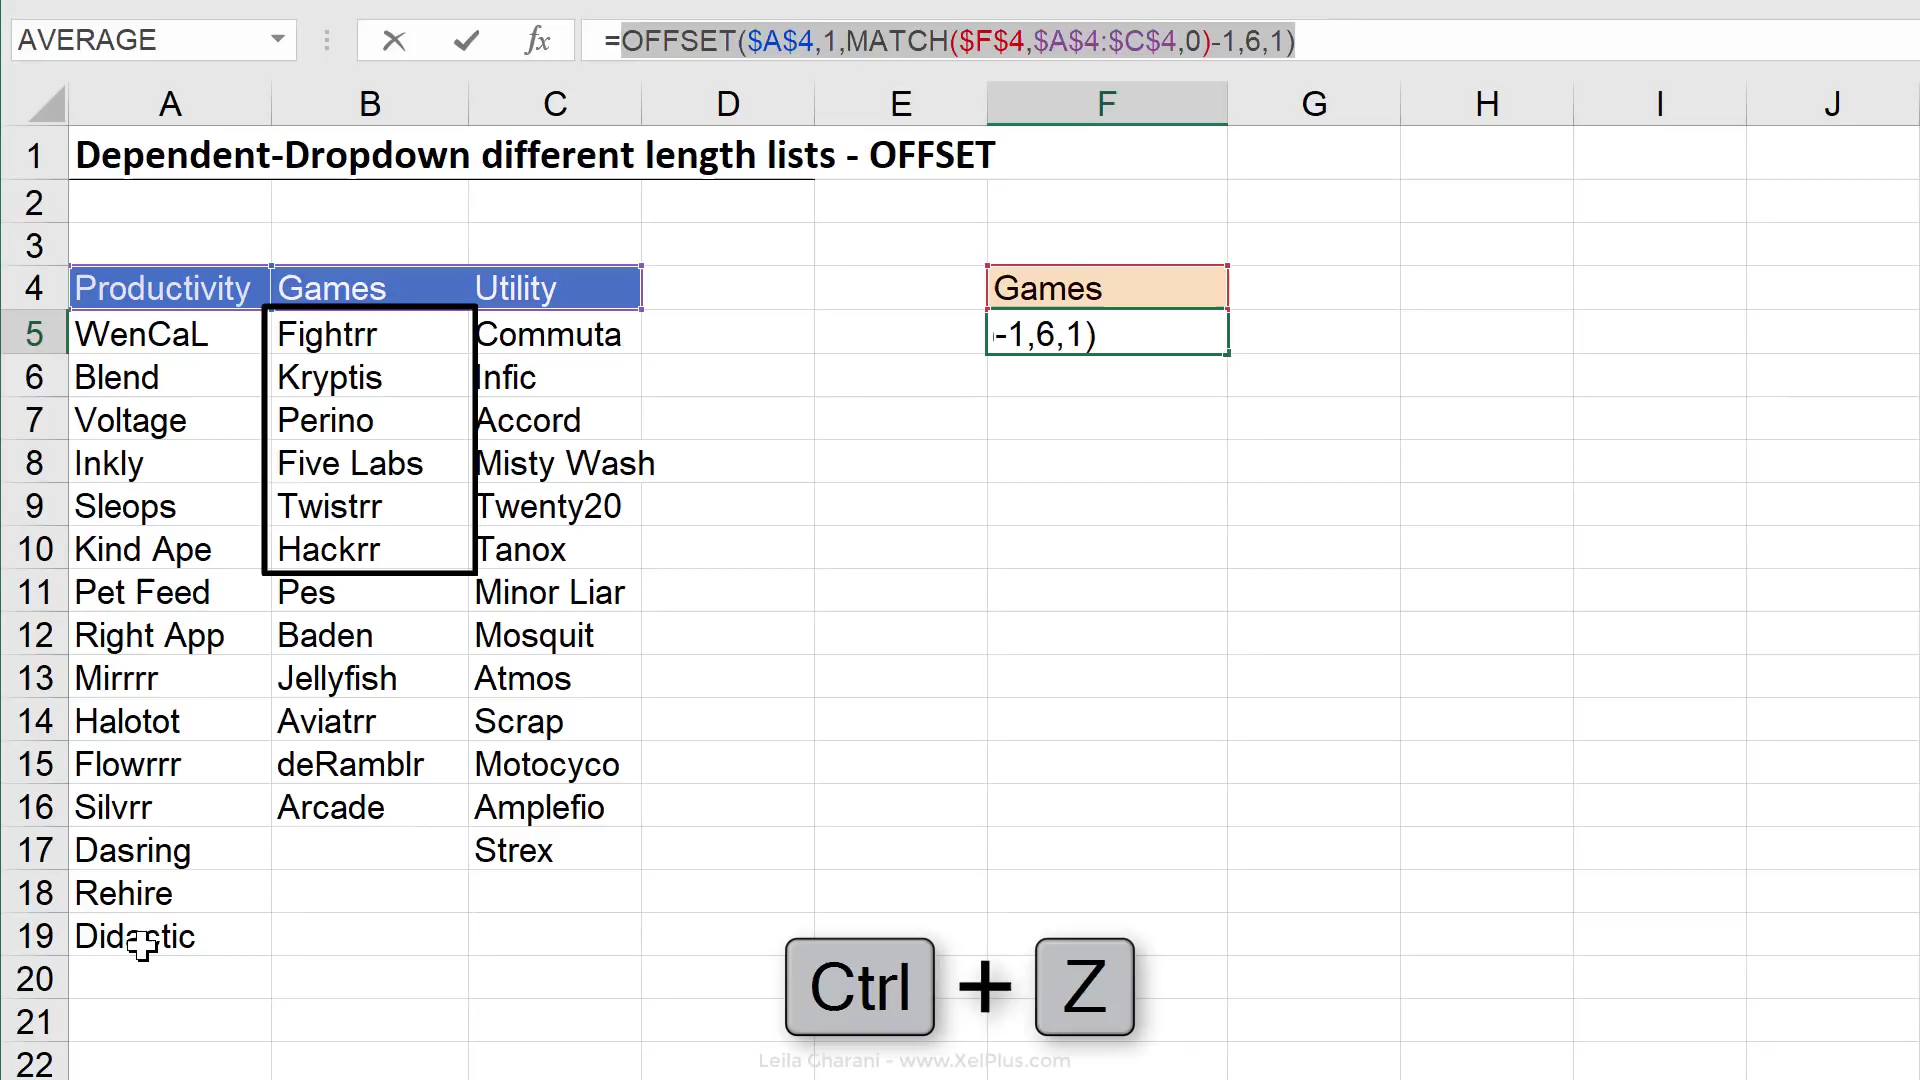 AVERAGE fx =OFFSET($A$4,1,MATCH($F$4,$A$4:$C$4,0)-1,6,1)
A B C D E F G H I J
1 Dependent-Dropdown different length lists - OFFSET
2
3
4 Productivity Games Utility Games
5 WenCaL Fightrr Commuta -1,6,1)
6 Blend Kryptis Infic
7 Voltage Perino Accord
8 Inkly Five Labs Misty Wash
9 Sleops Twistrr Twenty20
10 Kind Ape Hackrr Tanox
11 Pet Feed Pes Minor Liar
12 Right App Baden Mosquit
13 Mirrrr Jellyfish Atmos
14 Halotot Aviatrr Scrap
15 Flowrrr deRamblr Motocyco
16 Silvrr Arcade Amplefio
17 Dasring Strex
18 Rehire
19 Didactic
20
21
22
Ctrl + Z
Leila Gharani - www.XelPlus.com